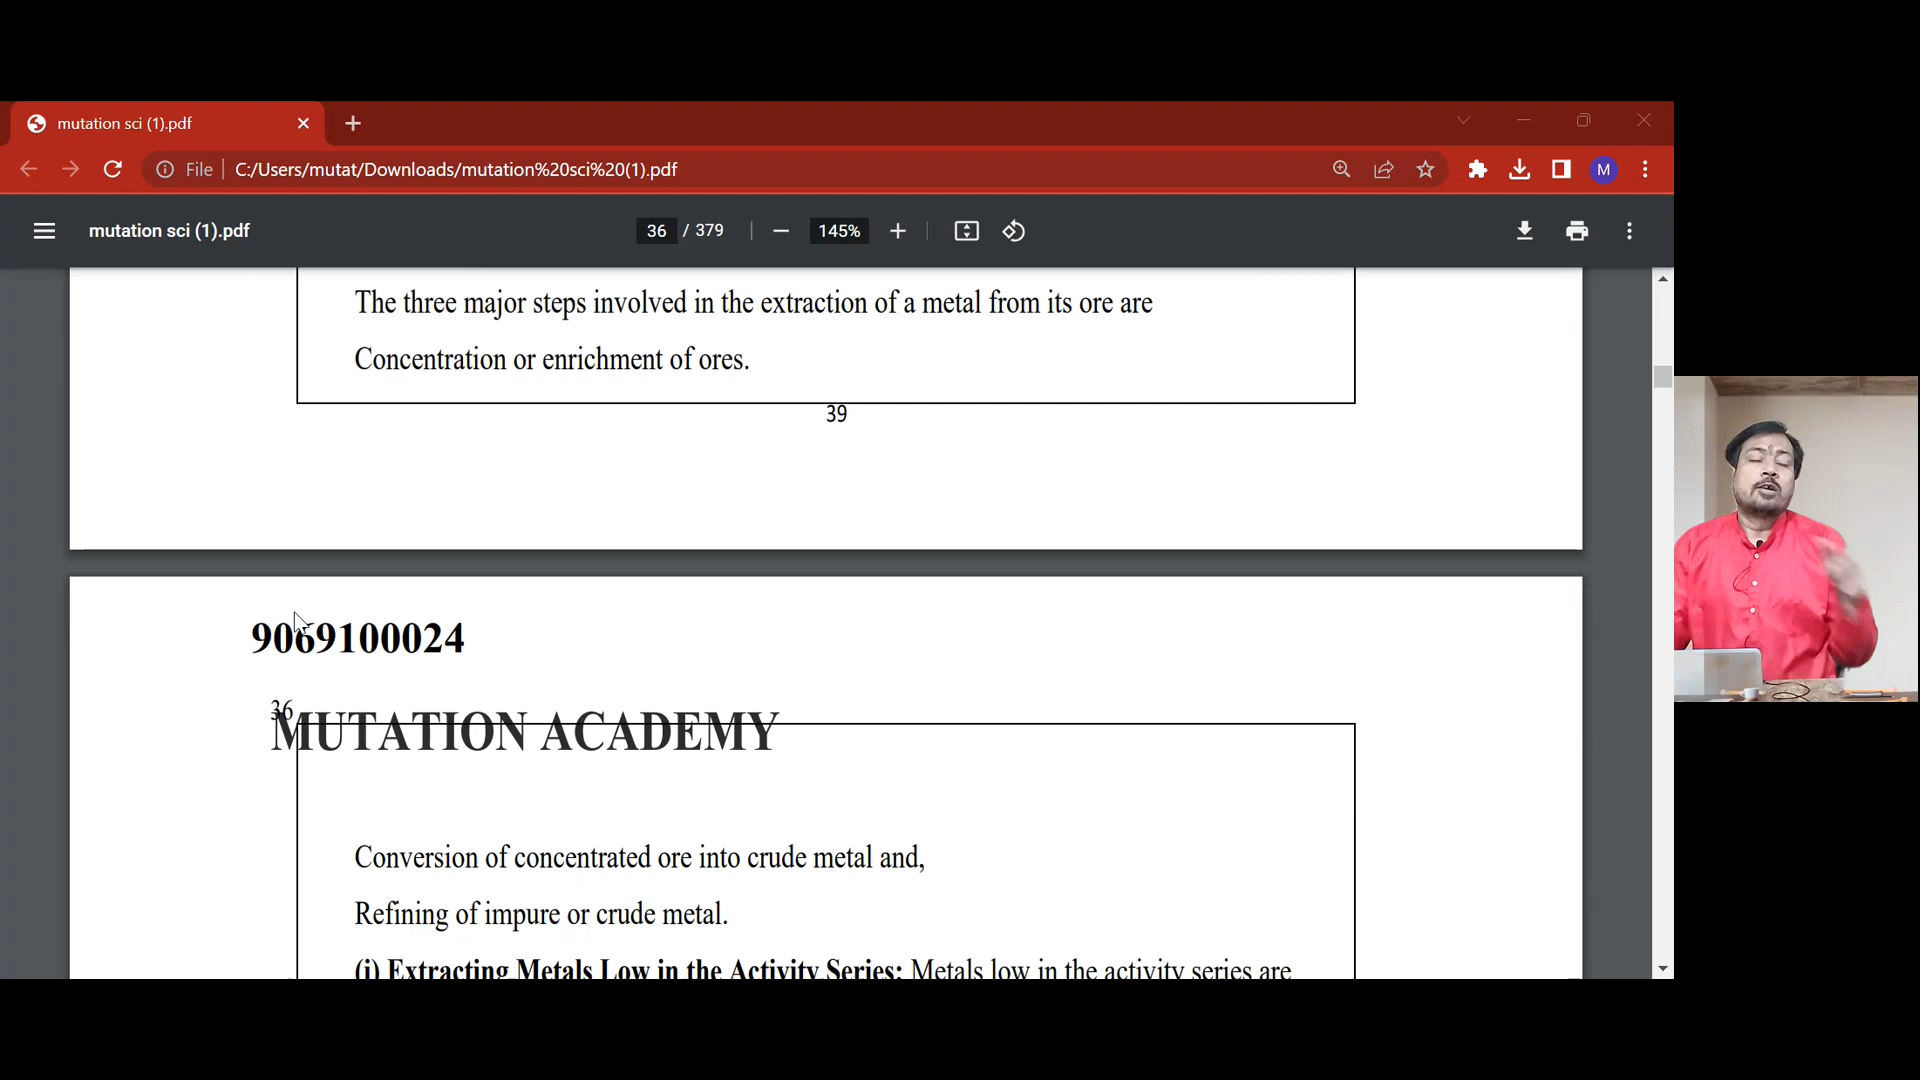 mutation sci (1).pdf
File C:/Users/mutat/Downloads/mutation%20sci%20(1).pdf
M
mutation sci (1).pdf
36 / 379
145%
The three major steps involved in the extraction of a metal from its ore are
Concentration or enrichment of ores.
39
9069100024
36
MUTATION ACADEMY
Conversion of concentrated ore into crude metal and,
Refining of impure or crude metal.
(i) Extracting Metals Low in the Activity Series: Metals low in the activity series are